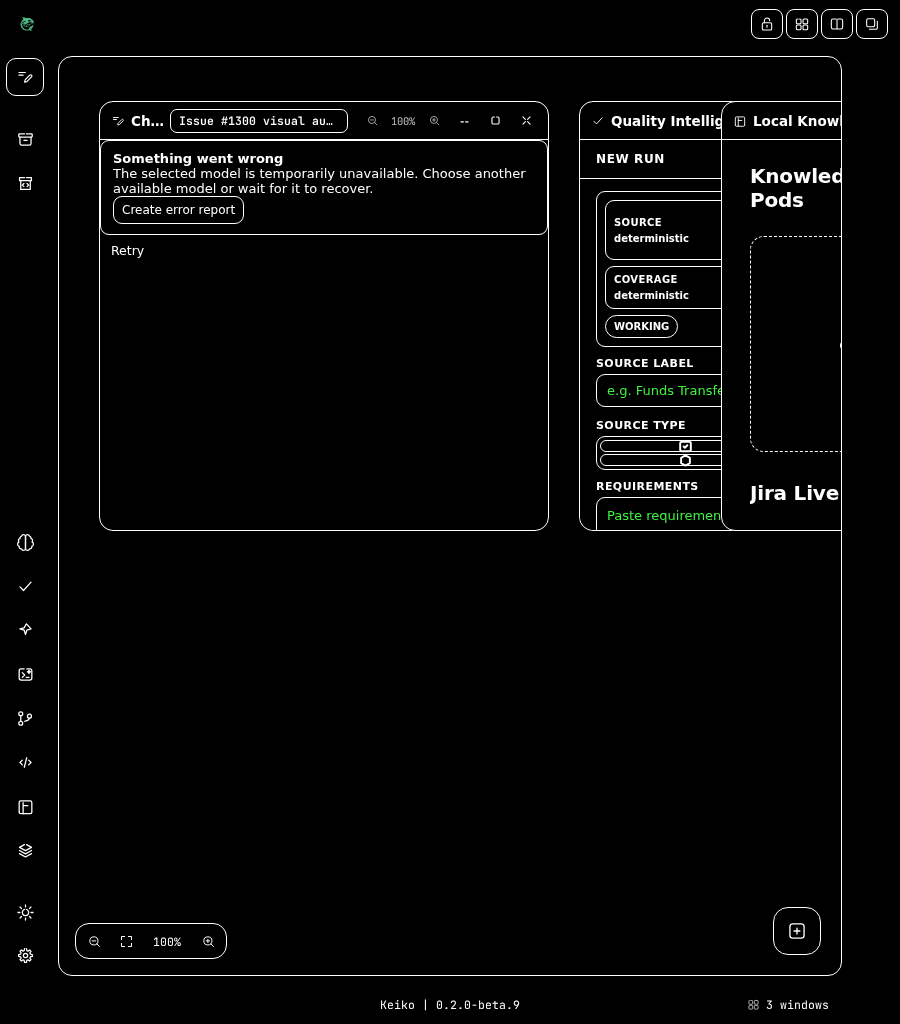 Ch...
Issue #1300 visual au...
100%
Something went wrong
The selected model is temporarily unavailable. Choose another
available model or wait for it to recover.
Create error report
Retry
Quality Intellig
NEW RUN
SOURCE
deterministic
COVERAGE
deterministic
WORKING
SOURCE LABEL
e.g. Funds Transfe
SOURCE TYPE
REQUIREMENTS
Paste requiremen
Local Knowl
Knowled
Pods
Jira Live
100%
Keiko | 0.2.0-beta.9
3 windows